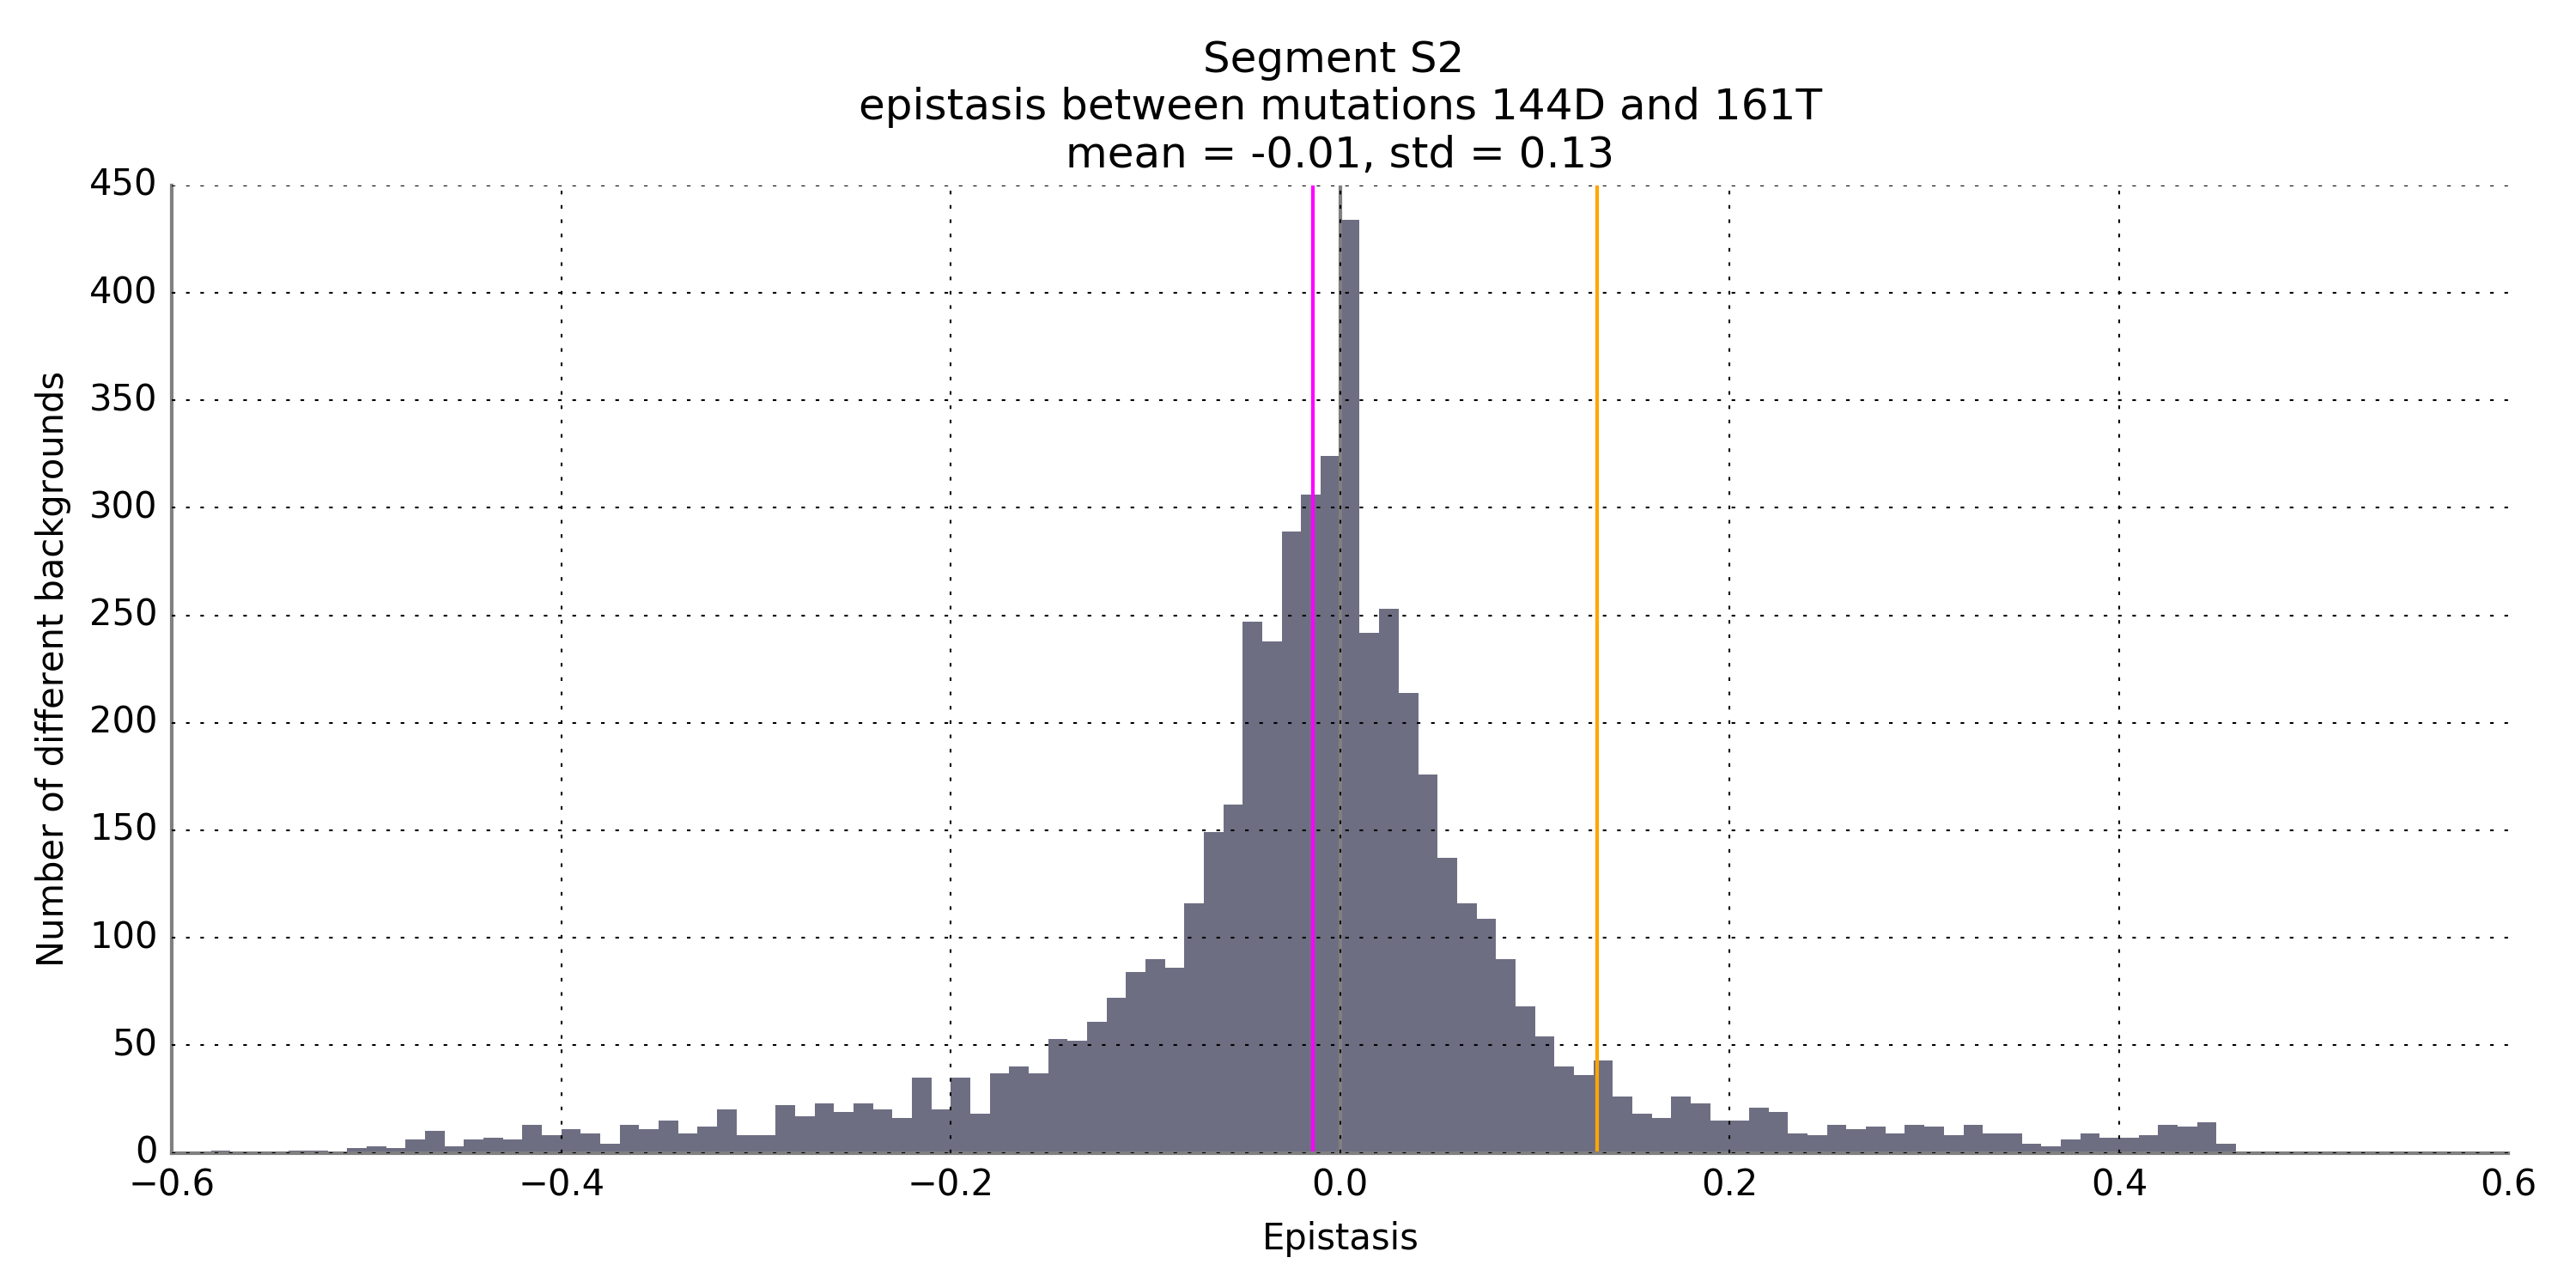 Segment S2
epistasis between mutations 144D and 161T
mean = -0.01, std = 0.13
450
400
350
300
250
200
150
100
50
0
Number of different backgrounds
−0.6 −0.4 −0.2 0.0 0.2 0.4 0.6
Epistasis